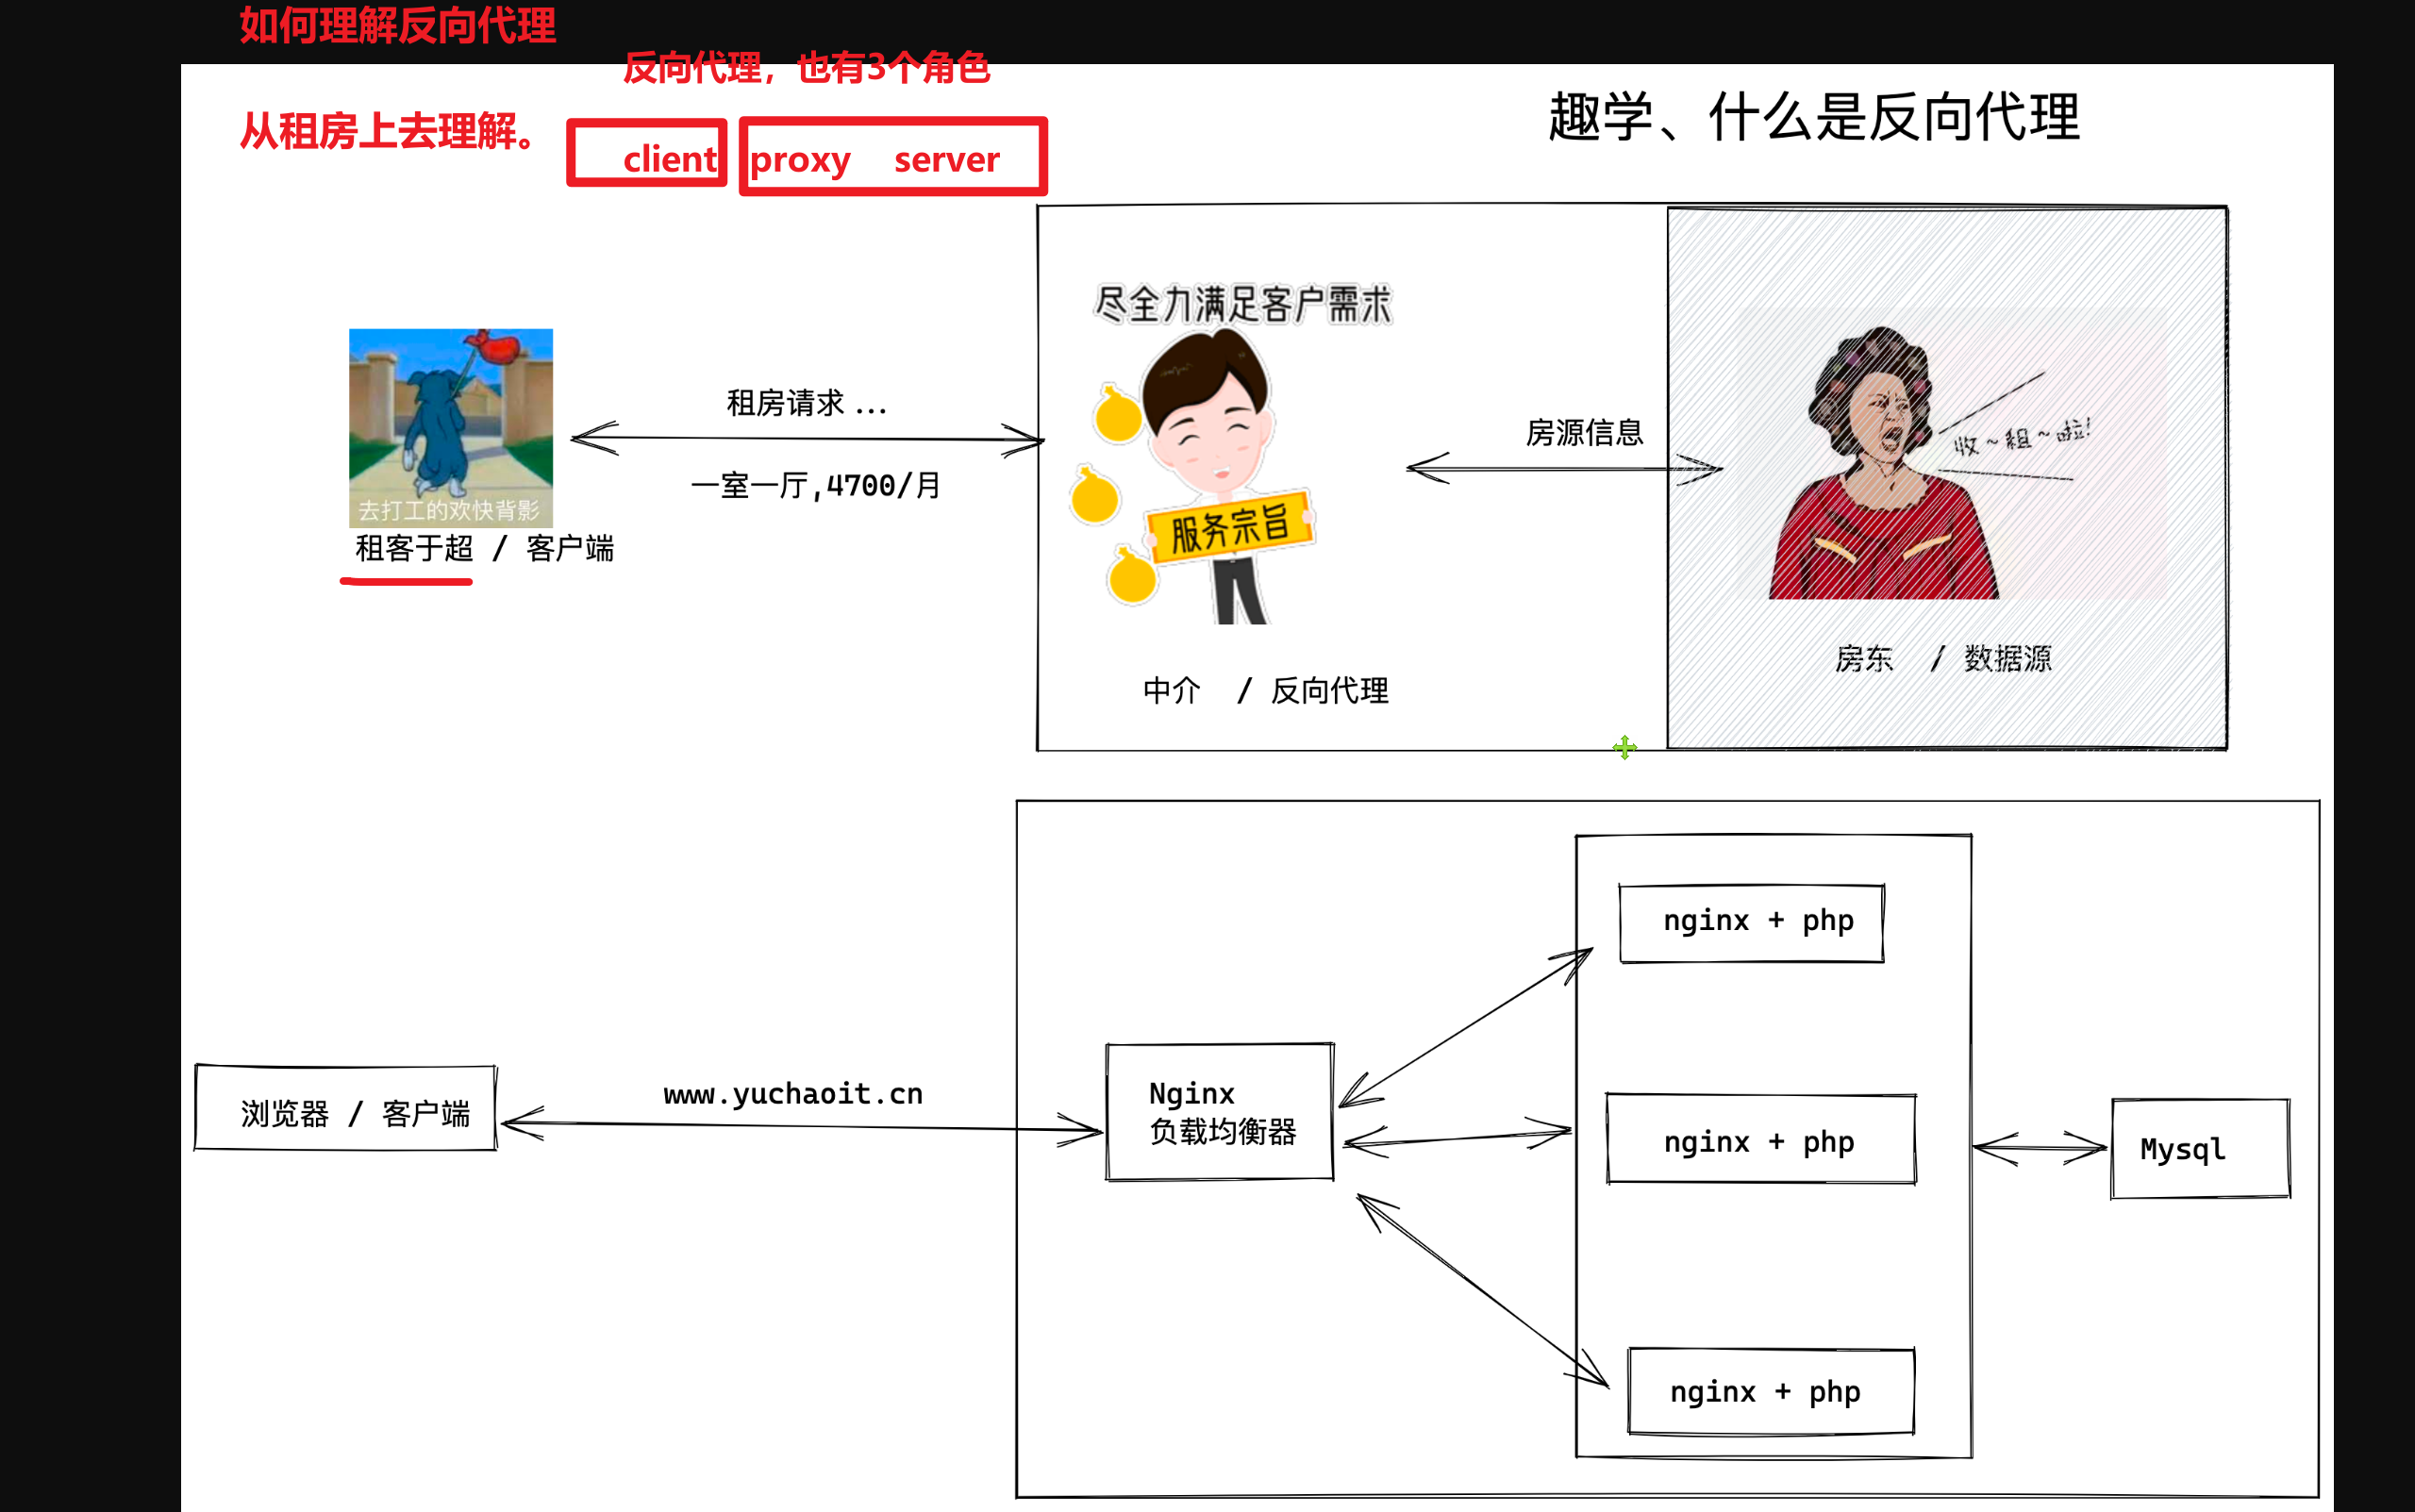 如何理解反向代理
反向代理，也有3个角色
从租房上去理解。
client proxy server
趣学、什么是反向代理
尽全力满足客户需求
租房请求 ...
一室一厅,4700/月
房源信息
收~租~啦!
服务宗旨
去打工的欢快背影
租客于超 / 客户端
中介 / 反向代理
房东 / 数据源
nginx + php
www.yuchaoit.cn
浏览器 / 客户端
Nginx
负载均衡器
nginx + php
Mysql
nginx + php